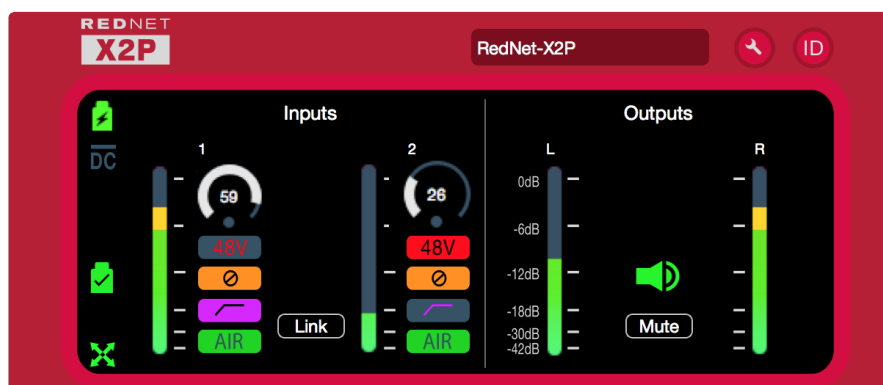 REDNET
X2P
RedNet-X2P
ID
Inputs
Outputs
DC
1
2
L
R
59
26
0dB
-6dB
-12dB
-18dB
-30dB
-42dB
48V
48V
AIR
AIR
Link
Mute